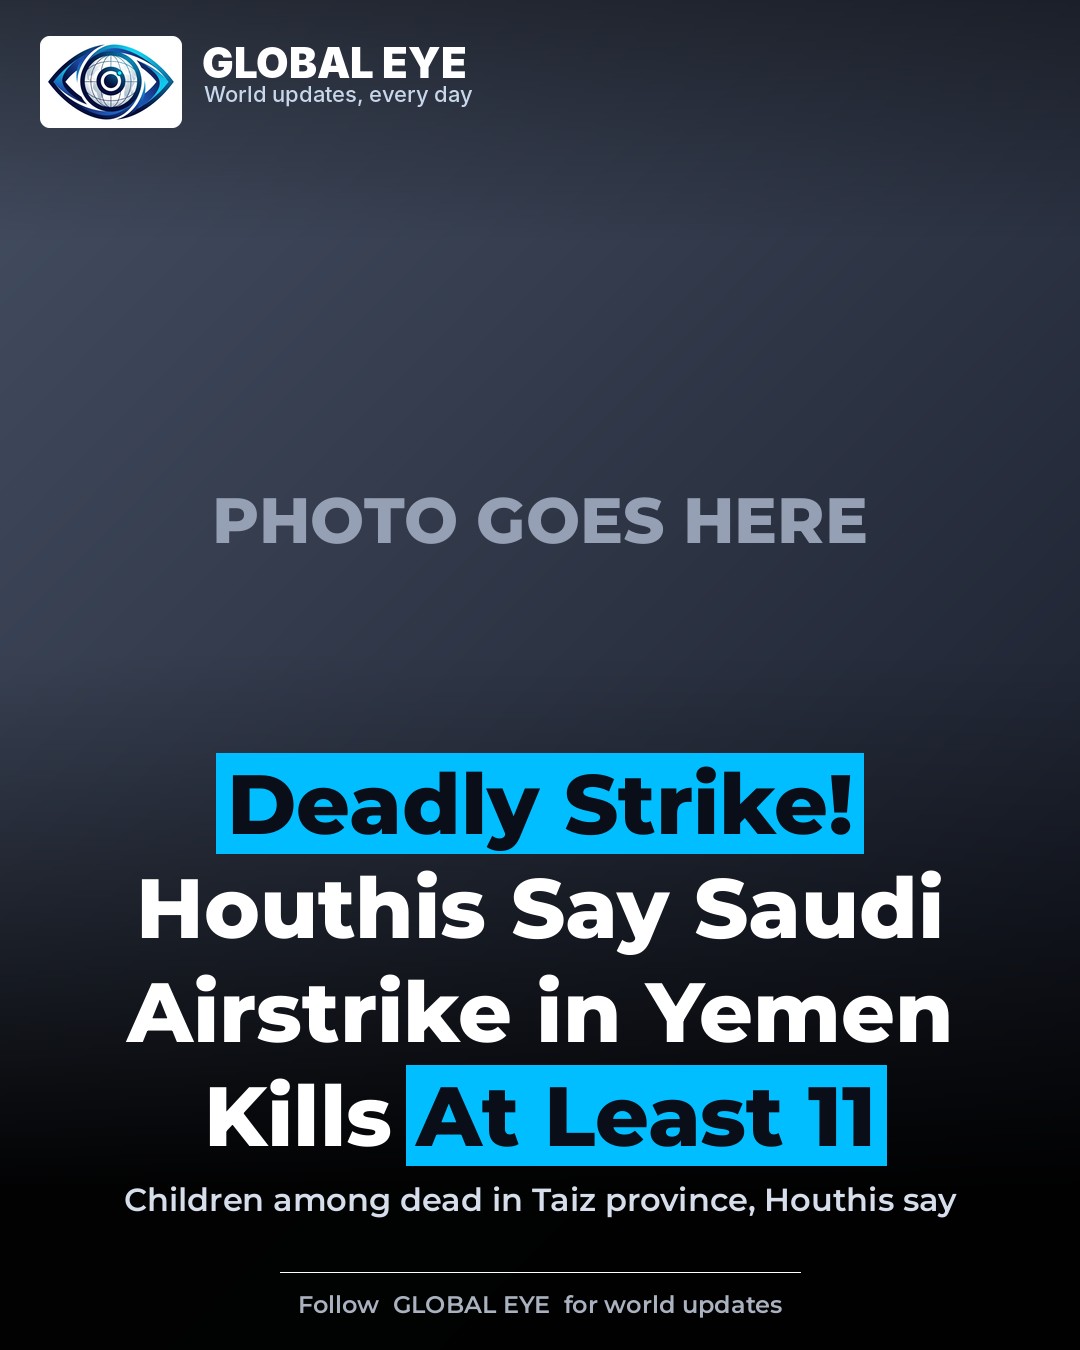 GLOBAL EYE
World updates, every day
PHOTO GOES HERE
Deadly Strike!
Houthis Say Saudi
Airstrike in Yemen
Kills At Least 11
Children among dead in Taiz province, Houthis say
Follow GLOBAL EYE for world updates